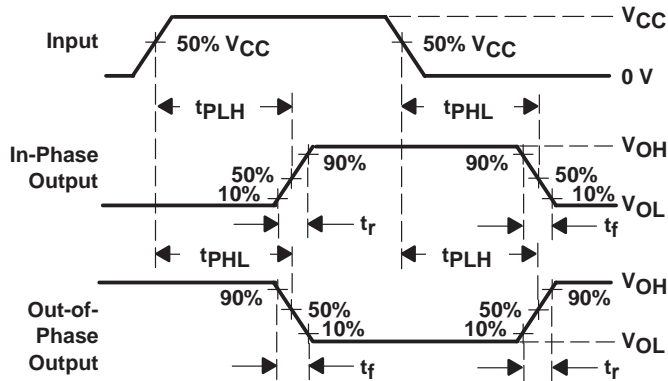 Input
50% VCC
50% VCC
VCC
0 V
tPLH
tPHL
In-Phase
Output
50%
10%
90%
90%
50%
10%
VOH
VOL
tr
tf
tPHL
tPLH
Out-of-
Phase
Output
90%
50%
10%
50%
10%
90%
VOH
VOL
tf
tr